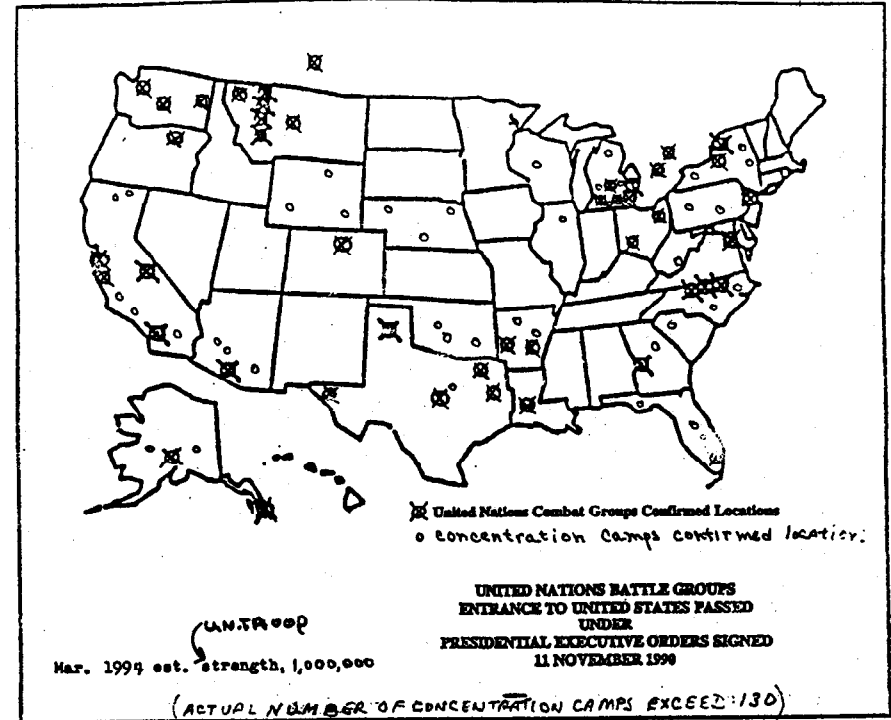 United Nations Combat Groups Confirmed Locations
o concentration Camps confirmed location.
UNITED NATIONS BATTLE GROUPS
ENTRANCE TO UNITED STATES PASSED
UNDER
PRESIDENTIAL EXECUTIVE ORDERS SIGNED
11 NOVEMBER 1990
U.N. TROOP
Mar. 1994 est. strength, 1,000,000
(ACTUAL NUMBER OF CONCENTRATION CAMPS EXCEED 130)